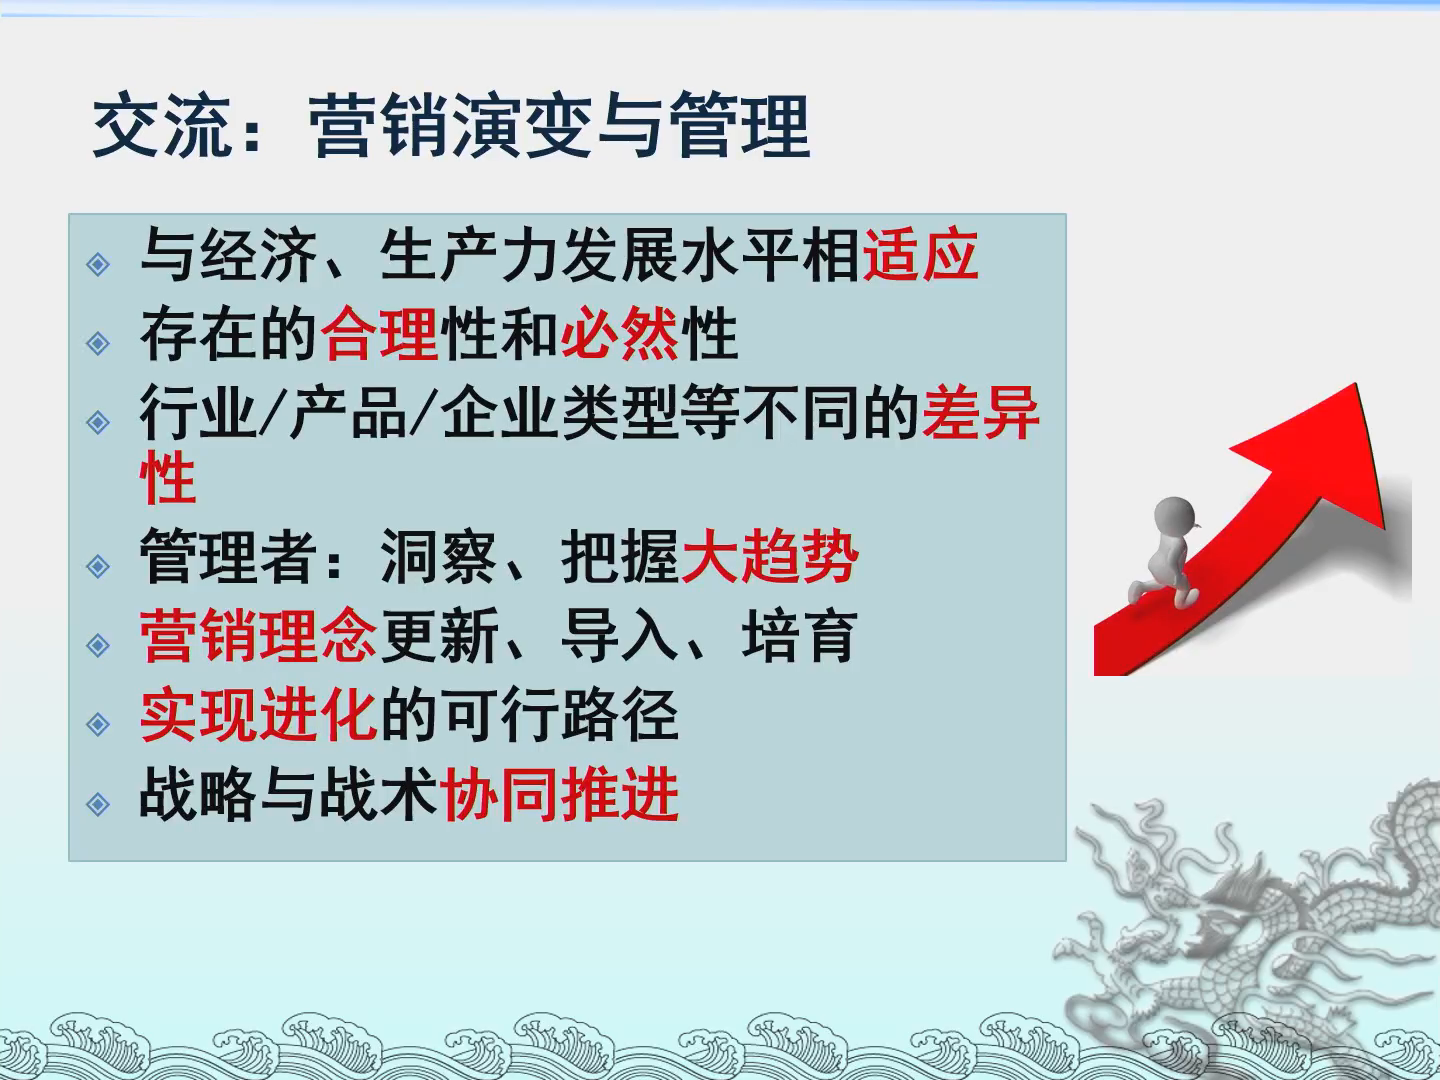 交流：营销演变与管理
与经济、生产力发展水平相适应
存在的合理性和必然性
行业/产品/企业类型等不同的差异
性
管理者：洞察、把握大趋势
营销理念更新、导入、培育
实现进化的可行路径
战略与战术协同推进